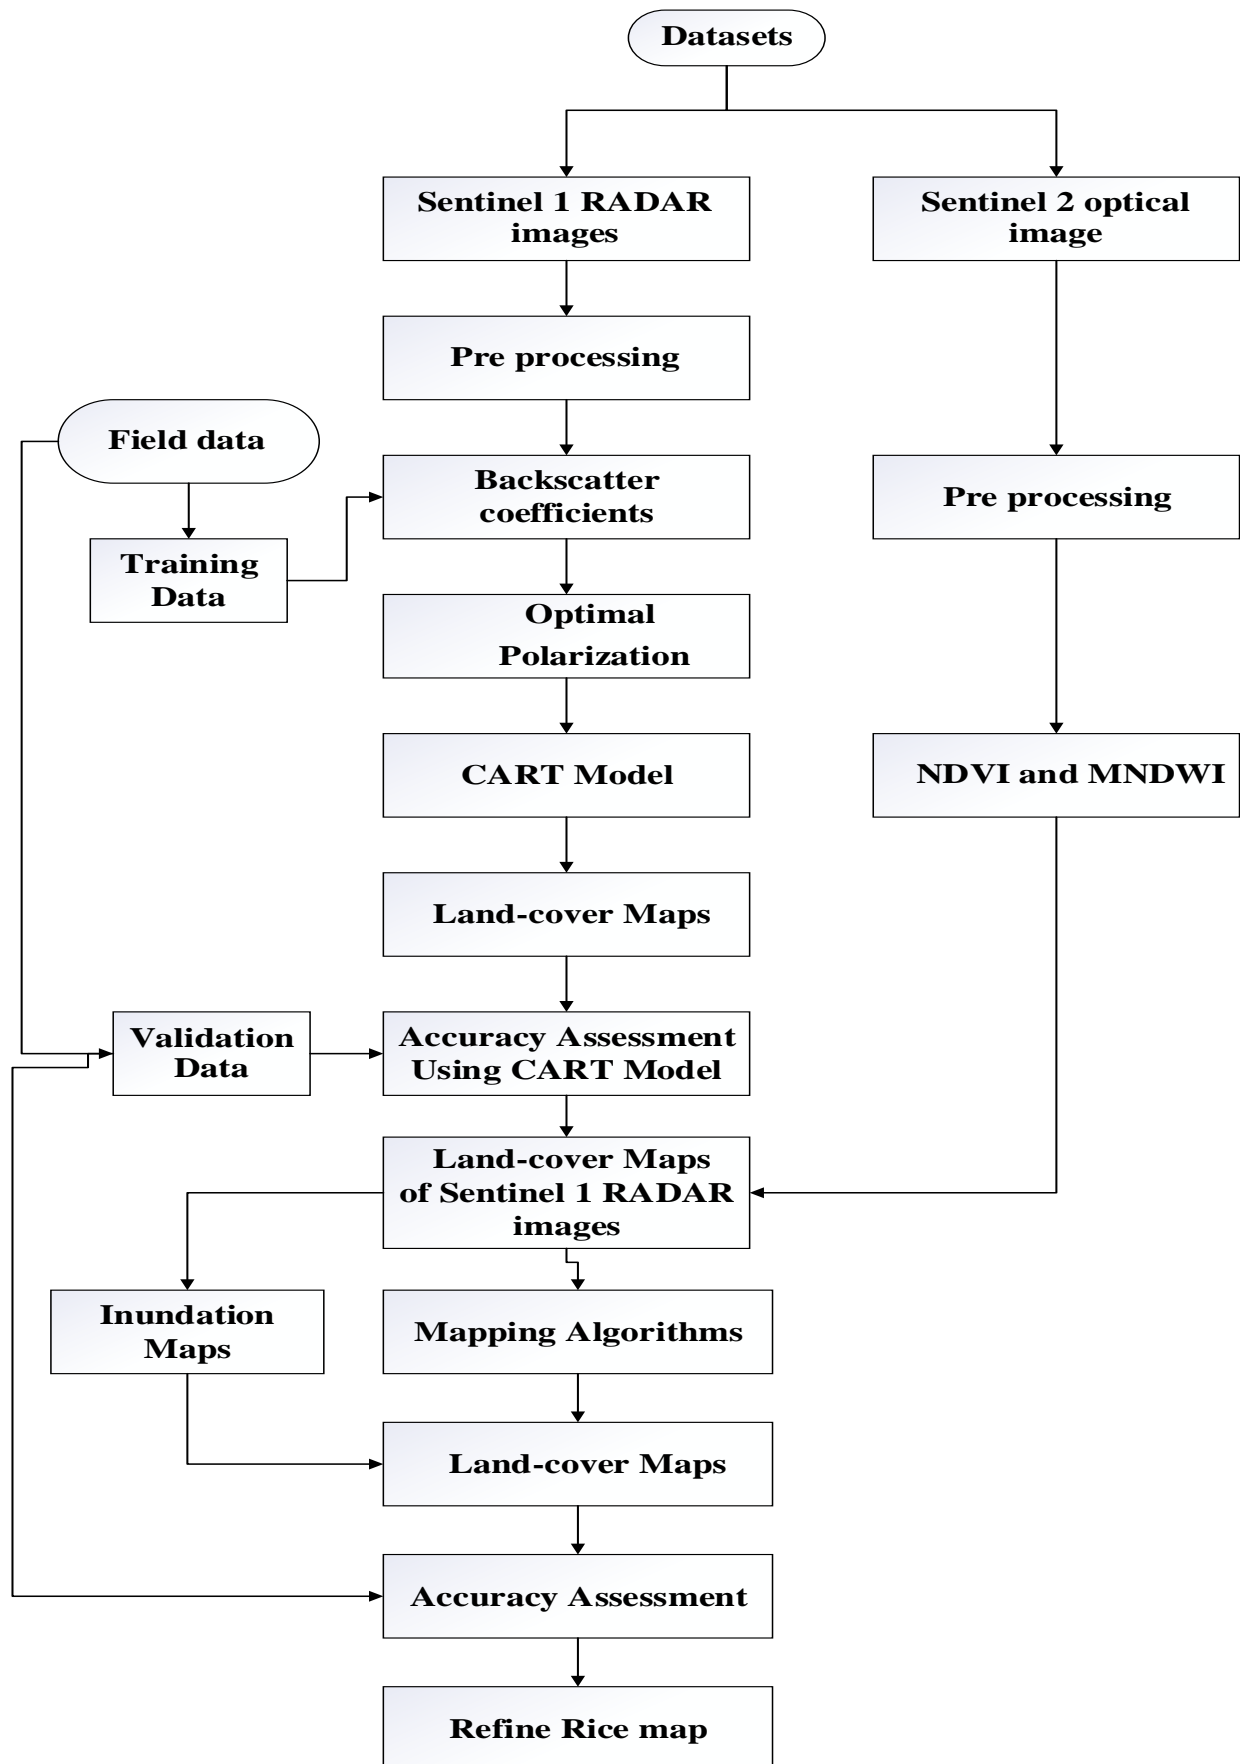 Datasets
Sentinel 1 RADAR
images
Sentinel 2 optical
image
Pre processing
Field data
Backscatter
coefficients
Pre processing
Training
Data
Optimal
Polarization
CART Model
NDVI and MNDWI
Land-cover Maps
Validation
Data
Accuracy Assessment
Using CART Model
Land-cover Maps
of Sentinel 1 RADAR
images
Inundation
Maps
Mapping Algorithms
Land-cover Maps
Accuracy Assessment
Refine Rice map